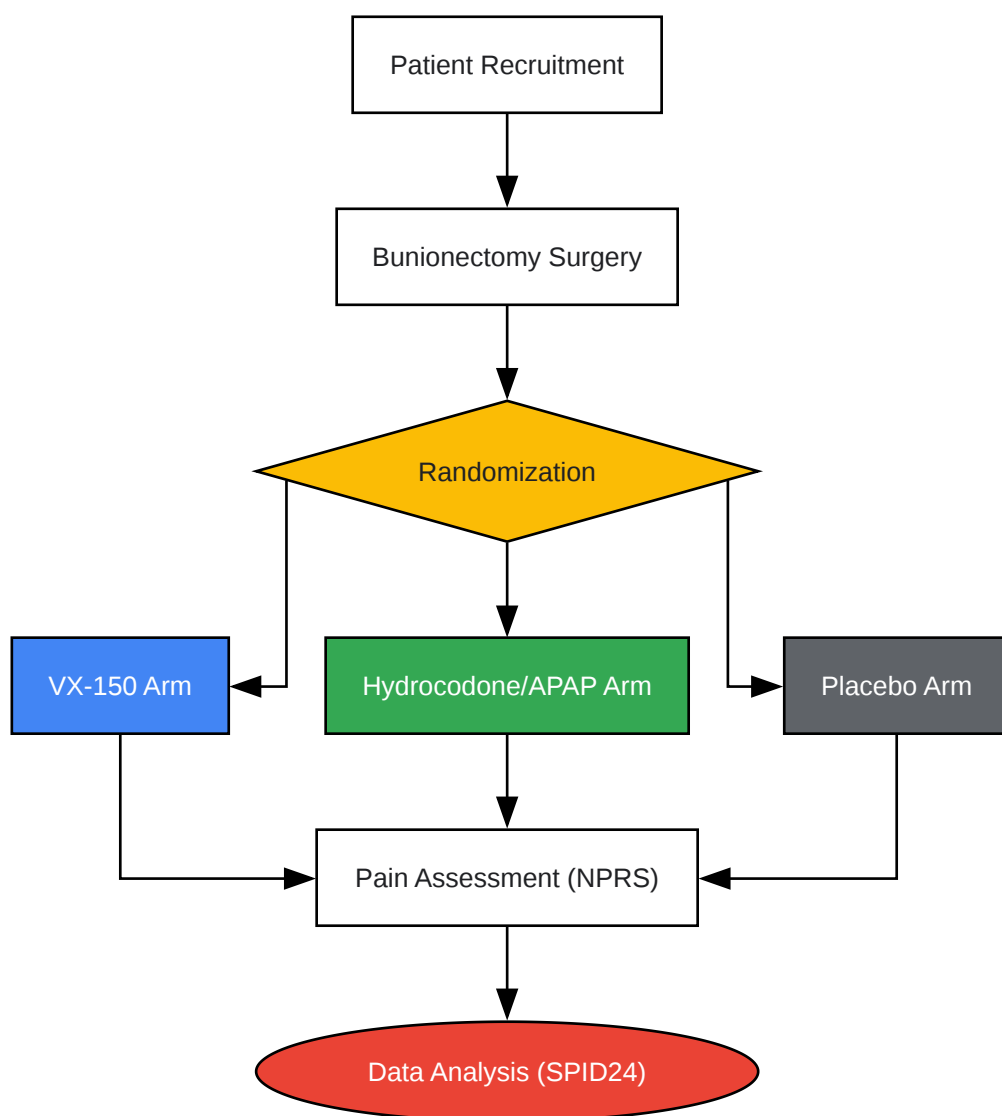 Patient Recruitment
Bunionectomy Surgery
Randomization
VX-150 Arm
Hydrocodone/APAP Arm
Placebo Arm
Pain Assessment (NPRS)
Data Analysis (SPID24)